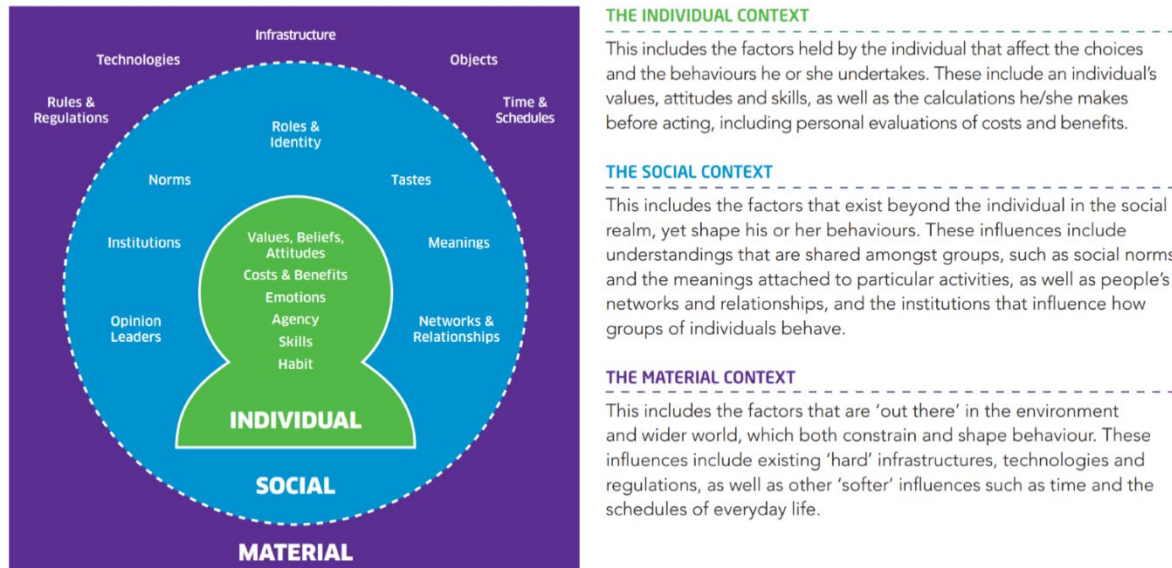 Infrastructure
Technologies
Objects
Rules &
Regulations
Time &
Schedules
Roles &
Identity
Norms
Tastes
Institutions
Meanings
Opinion
Leaders
Networks &
Relationships
Values, Beliefs,
Attitudes
Costs & Benefits
Emotions
Agency
Skills
Habit
INDIVIDUAL
SOCIAL
MATERIAL
THE INDIVIDUAL CONTEXT
This includes the factors held by the individual that affect the choices
and the behaviours he or she undertakes. These include an individual's
values, attitudes and skills, as well as the calculations he/she makes
before acting, including personal evaluations of costs and benefits.
THE SOCIAL CONTEXT
This includes the factors that exist beyond the individual in the social
realm, yet shape his or her behaviours. These influences include
understandings that are shared amongst groups, such as social norms
and the meanings attached to particular activities, as well as people's
networks and relationships, and the institutions that influence how
groups of individuals behave.
THE MATERIAL CONTEXT
This includes the factors that are 'out there' in the environment
and wider world, which both constrain and shape behaviour. These
influences include existing 'hard' infrastructures, technologies and
regulations, as well as other 'softer' influences such as time and the
schedules of everyday life.